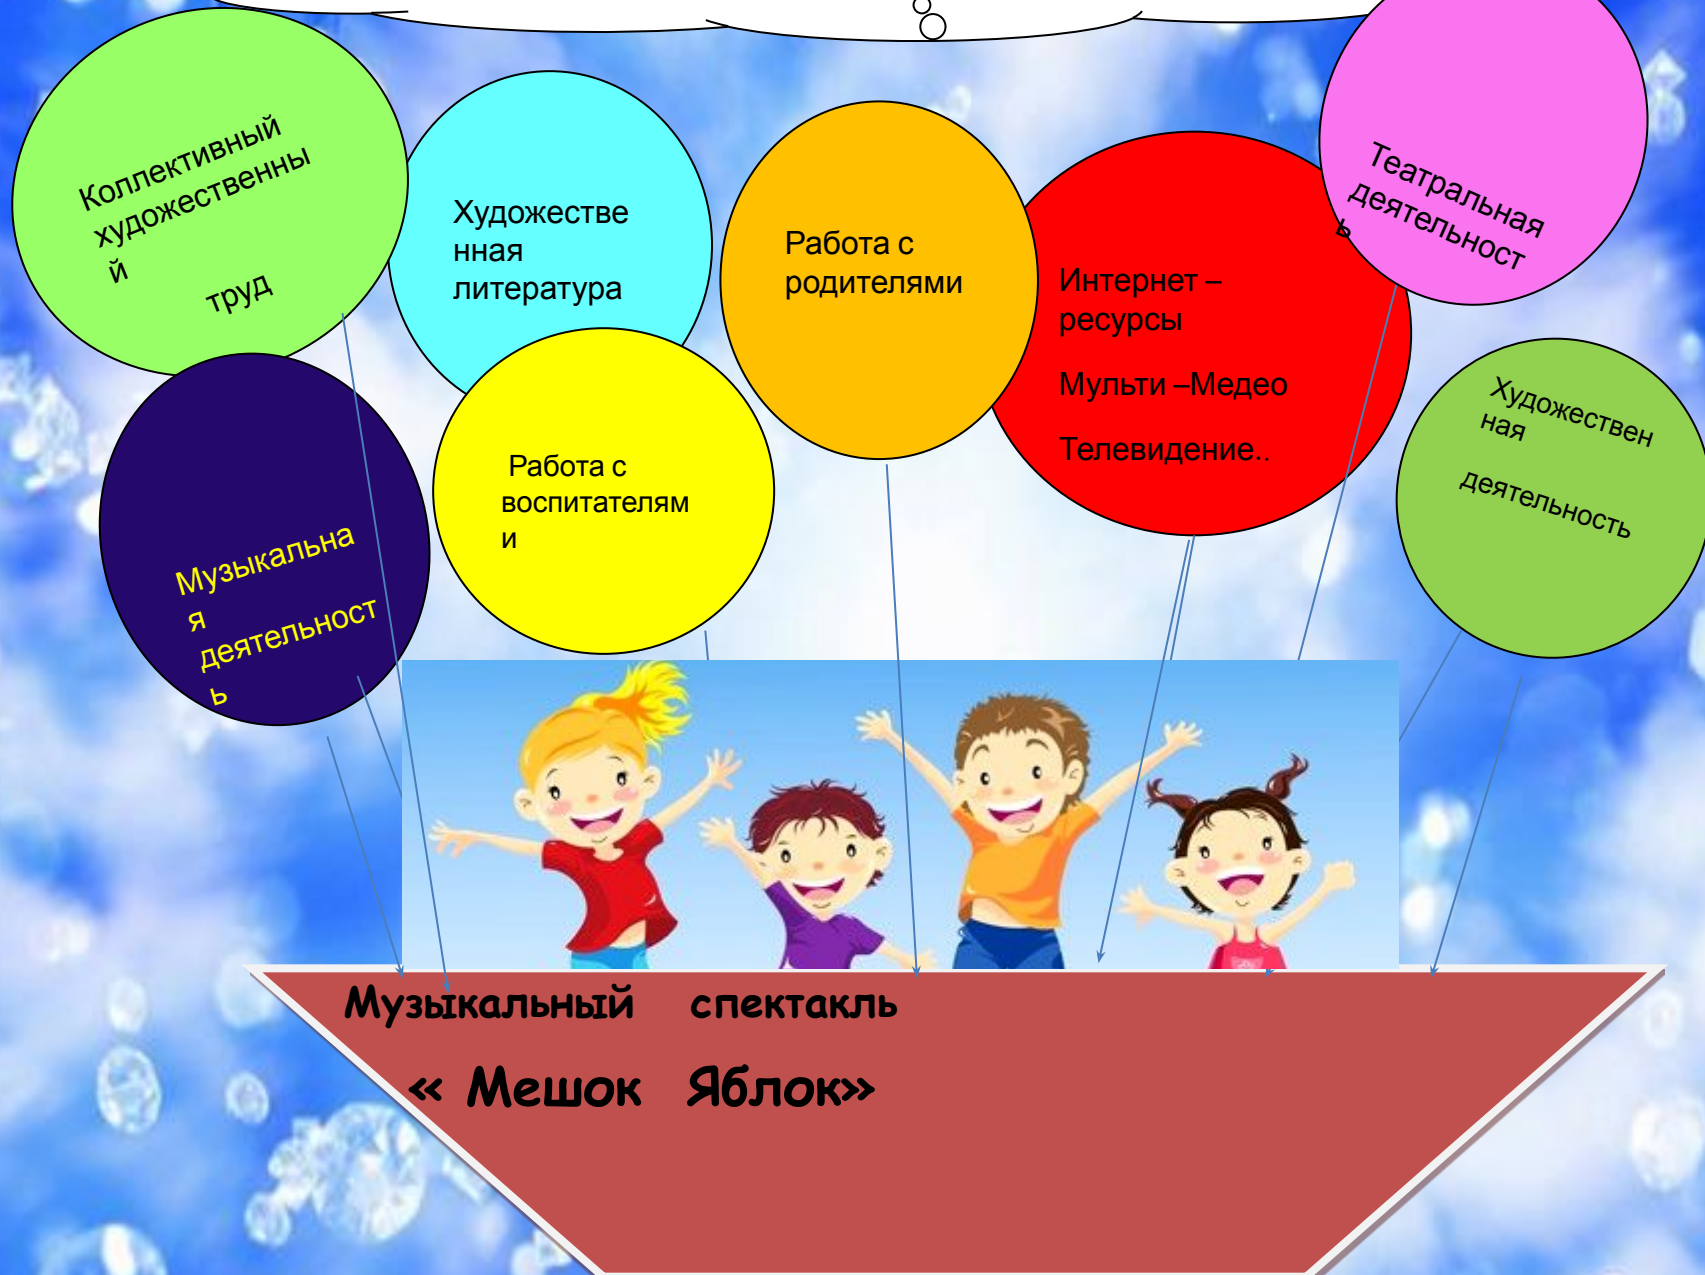 Коллективный
художественны
й
труд
Художестве
нная
литература
Работа с
родителями
Интернет –
ресурсы
Мульти –Медео
Телевидение..
Театральная
деятельност
ь
Музыкальна
я
деятельност
ь
Работа с
воспитателям
и
Художествен
ная
деятельность
Музыкальный спектакль
« Мешок Яблок»